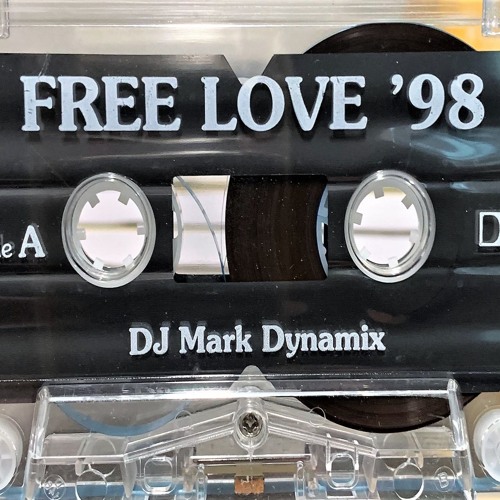 FREE LOVE ’98
A
D
DJ Mark Dynamix